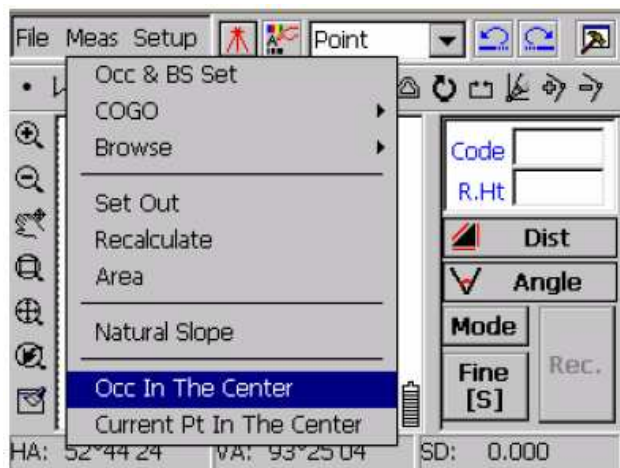 File Meas Setup Point
Occ & BS Set
COGO
Browse
Code
R.Ht
Set Out
Recalculate
Dist
Area
Angle
Natural Slope
Mode
Rec.
Fine
[S]
Occ In The Center
Current Pt In The Center
HA: 52°44'24 VA: 93°25'04 SD: 0.000